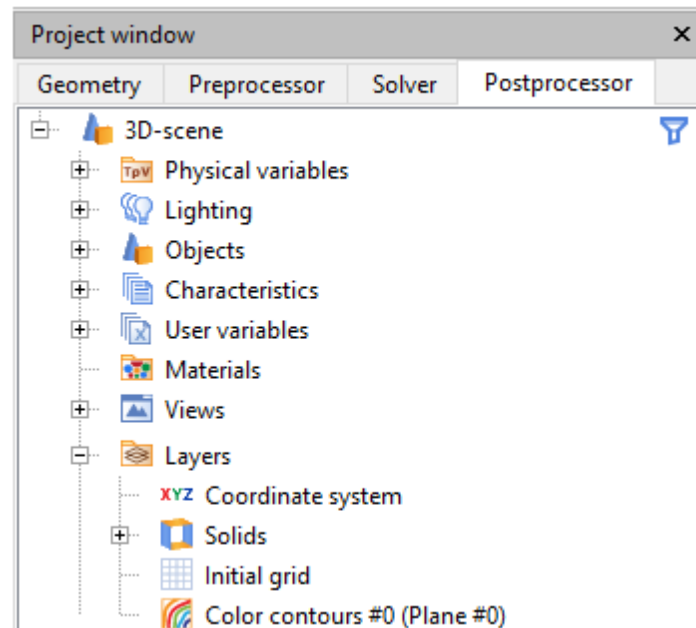 Project window
Geometry Preprocessor Solver Postprocessor
3D-scene
TpV Physical variables
Lighting
Objects
Characteristics
x User variables
Materials
Views
Layers
XYZ Coordinate system
Solids
Initial grid
Color contours #0 (Plane #0)